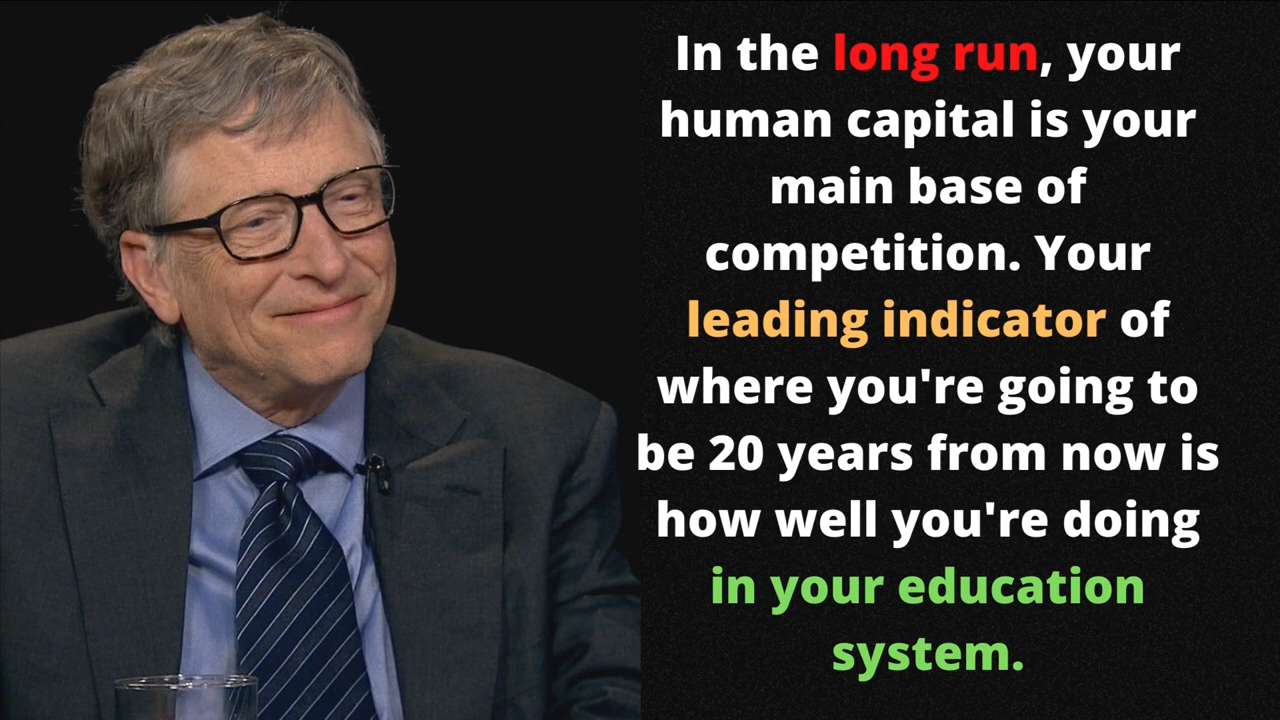 In the long run, your
human capital is your
main base of
competition. Your
leading indicator of
where you're going to
be 20 years from now is
how well you're doing
in your education
system.